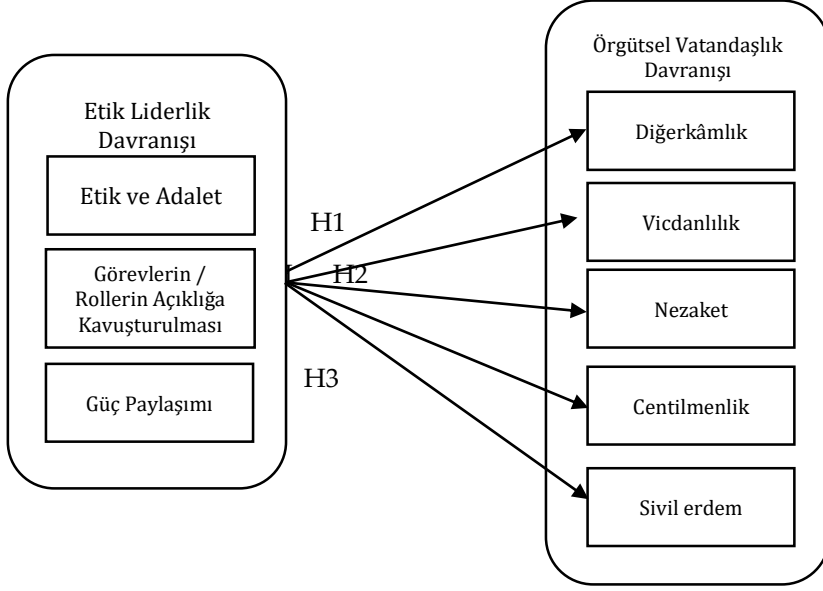 Etik Liderlik
Davranışı
Etik ve Adalet
Görevlerin /
Rollerin Açıklığa
Kavuşturulması
Güç Paylaşımı
H1
H2
H3
Örgütsel Vatandaşlık
Davranışı
Diğerkâmlık
Vicdanlılık
Nezaket
Centilmenlik
Sivil erdem